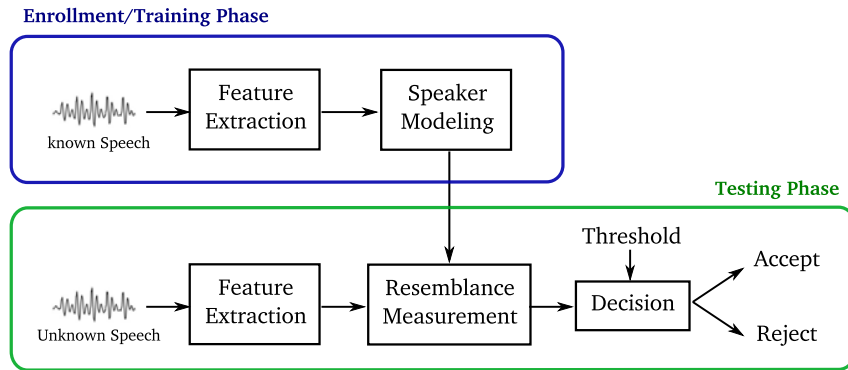 Enrollment/Training Phase
Feature
Extraction
Speaker
Modeling
known Speech
Testing Phase
Threshold
Accept
Feature
Extraction
Resemblance
Measurement
Decision
Unknown Speech
Reject